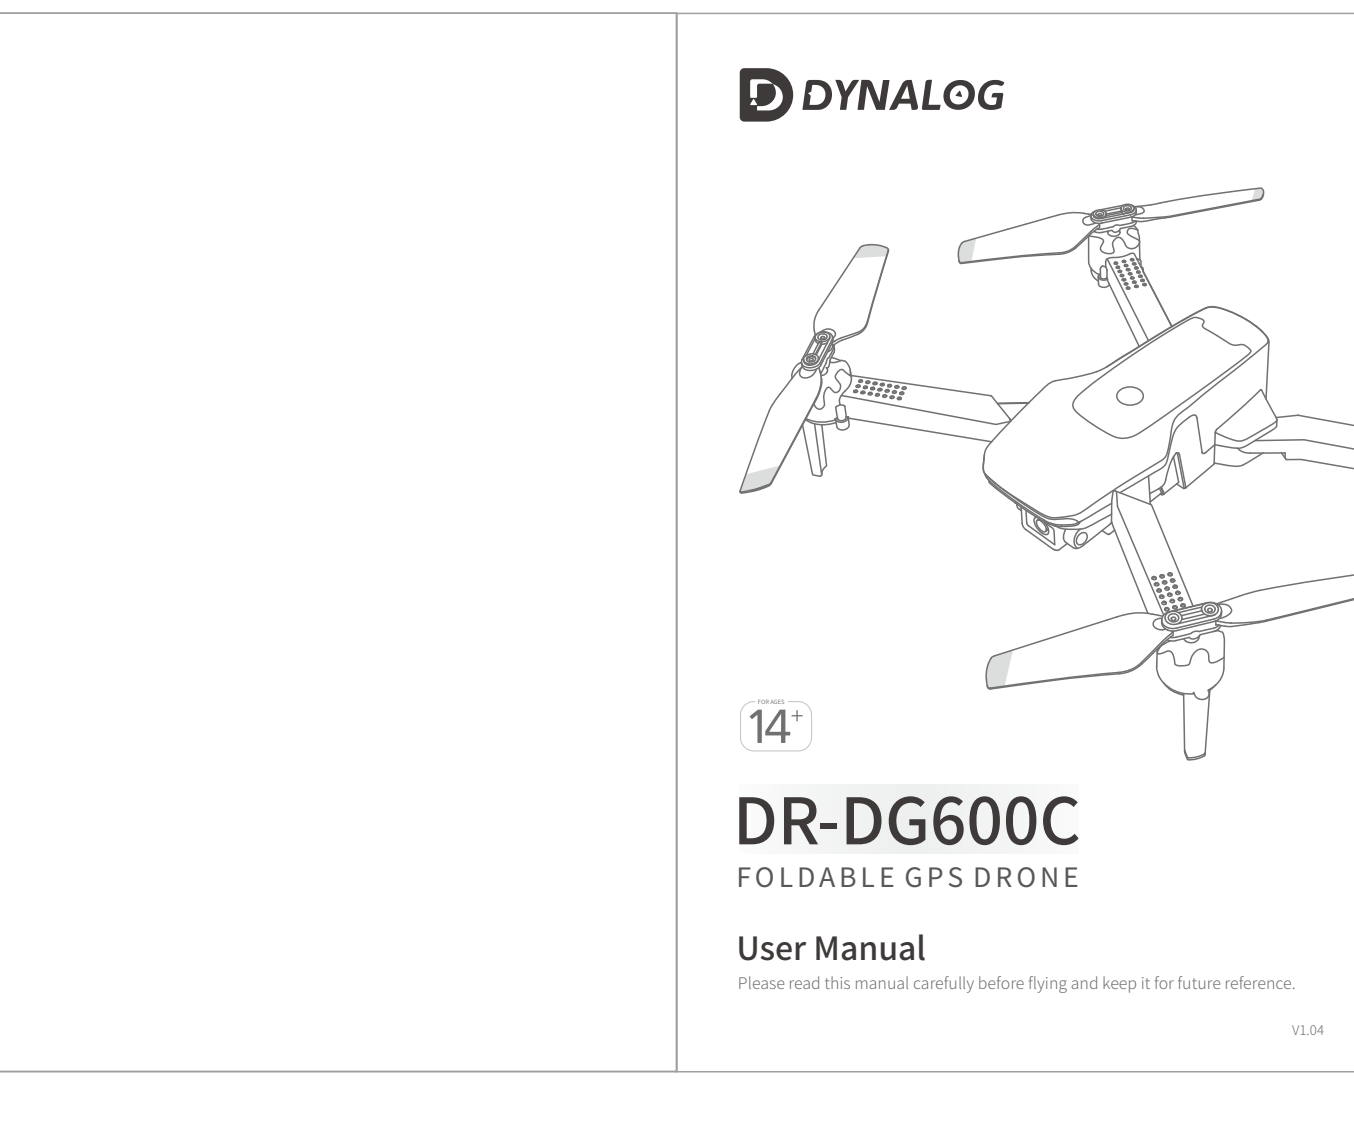 DYNALOG
FOR AGES
14+
DR-DG600C
FOLDABLE GPS DRONE
User Manual
Please read this manual carefully before flying and keep it for future reference.
V1.04